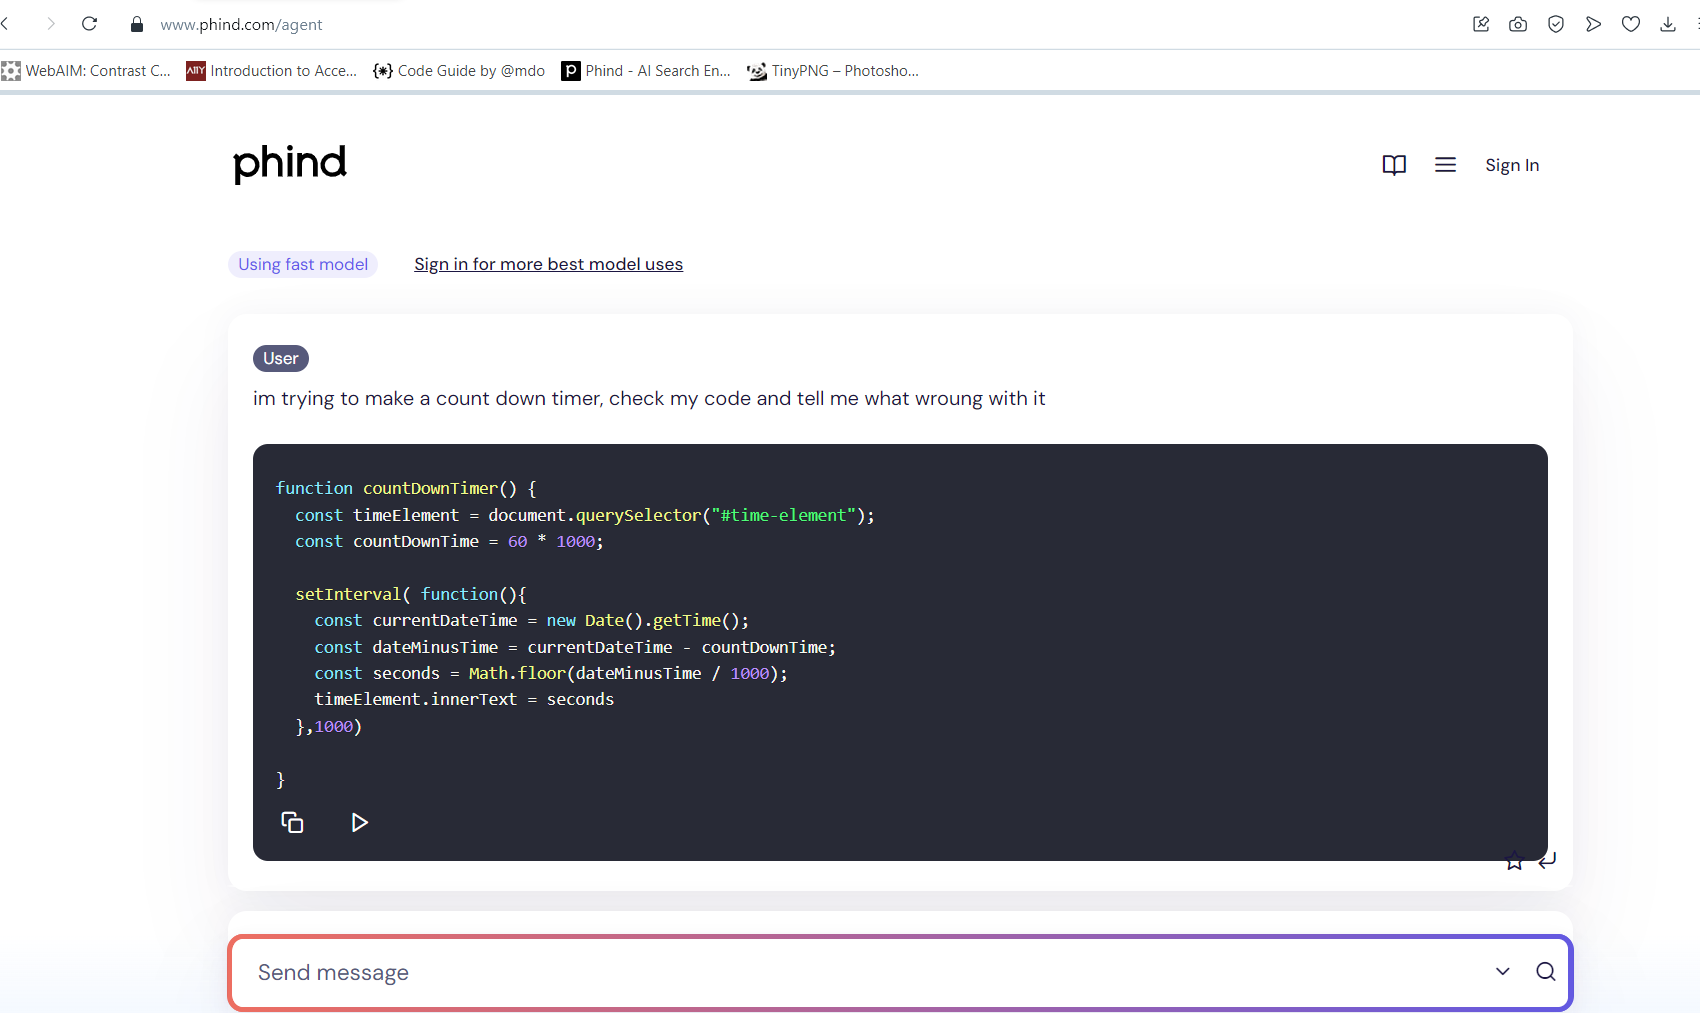 www.phind.com/agent
WebAIM: Contrast C... AllY Introduction to Acce... {*} Code Guide by @mdo p Phind - AI Search En... TinyPNG – Photosho...
phind
Sign In
Using fast model Sign in for more best model uses
User
im trying to make a count down timer, check my code and tell me what wroung with it
function countDownTimer() {
  const timeElement = document.querySelector("#time-element");
  const countDownTime = 60 * 1000;
  setInterval( function(){
    const currentDateTime = new Date().getTime();
    const dateMinusTime = currentDateTime - countDownTime;
    const seconds = Math.floor(dateMinusTime / 1000);
    timeElement.innerText = seconds
  },1000)
}
Send message